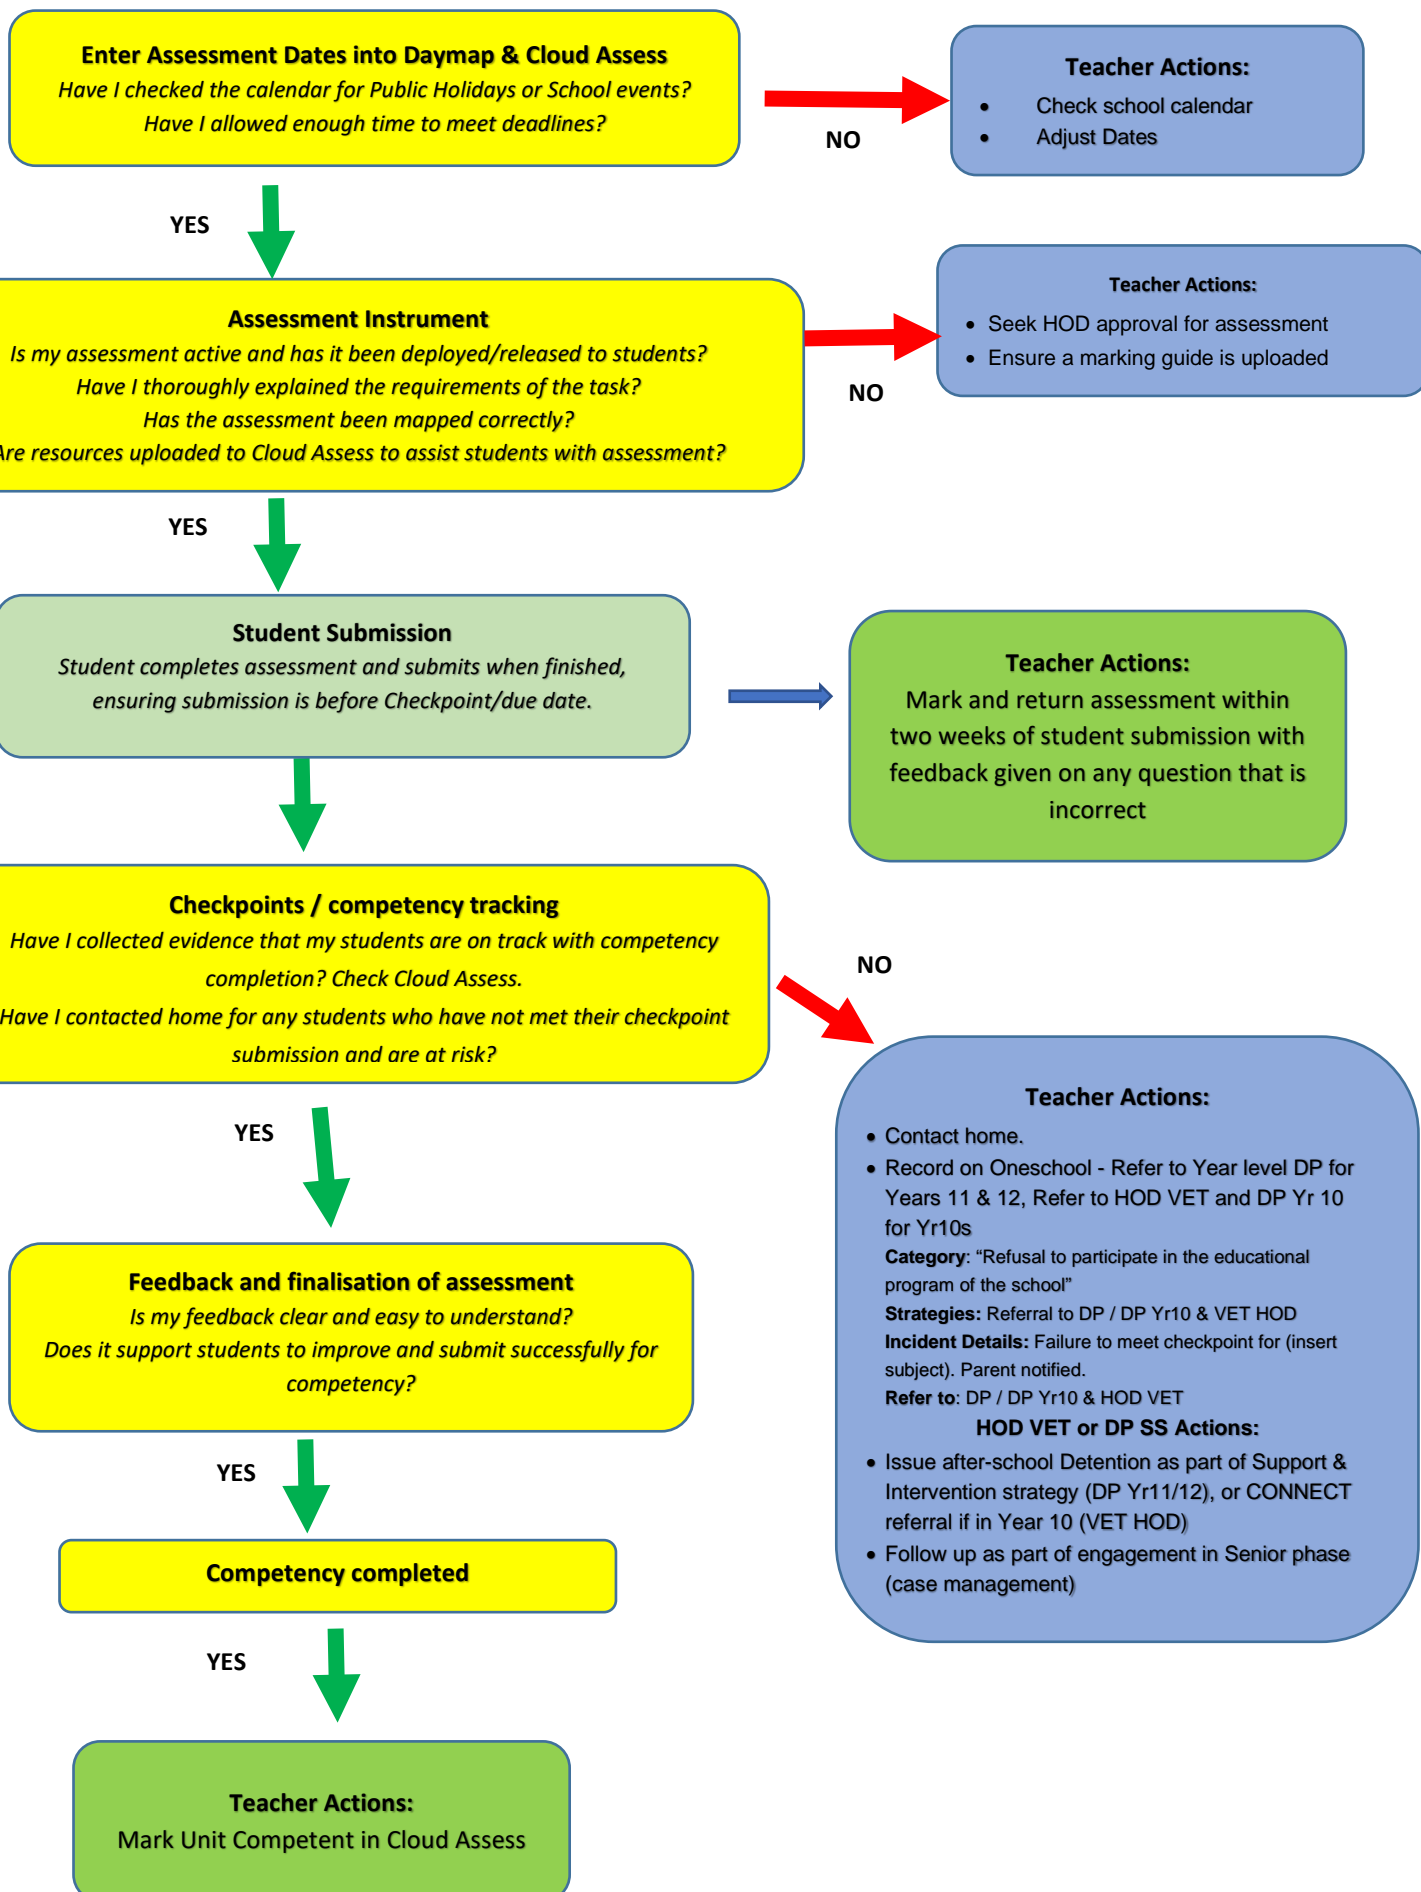 Enter Assessment Dates into Daymap & Cloud Assess
Have I checked the calendar for Public Holidays or School events?
Have I allowed enough time to meet deadlines?
NO
Teacher Actions:
• Check school calendar
• Adjust Dates
YES
Assessment Instrument
Is my assessment active and has it been deployed/released to students?
Have I thoroughly explained the requirements of the task?
Has the assessment been mapped correctly?
Are resources uploaded to Cloud Assess to assist students with assessment?
NO
Teacher Actions:
• Seek HOD approval for assessment
• Ensure a marking guide is uploaded
YES
Student Submission
Student completes assessment and submits when finished,
ensuring submission is before Checkpoint/due date.
Teacher Actions:
Mark and return assessment within
two weeks of student submission with
feedback given on any question that is
incorrect
Checkpoints / competency tracking
Have I collected evidence that my students are on track with competency
completion? Check Cloud Assess.
Have I contacted home for any students who have not met their checkpoint
submission and are at risk?
NO
Teacher Actions:
• Contact home.
• Record on Oneschool - Refer to Year level DP for
Years 11 & 12, Refer to HOD VET and DP Yr 10
for Yr10s
Category: “Refusal to participate in the educational
program of the school”
Strategies: Referral to DP / DP Yr10 & VET HOD
Incident Details: Failure to meet checkpoint for (insert
subject). Parent notified.
Refer to: DP / DP Yr10 & HOD VET
HOD VET or DP SS Actions:
• Issue after-school Detention as part of Support &
Intervention strategy (DP Yr11/12), or CONNECT
referral if in Year 10 (VET HOD)
• Follow up as part of engagement in Senior phase
(case management)
YES
Feedback and finalisation of assessment
Is my feedback clear and easy to understand?
Does it support students to improve and submit successfully for
competency?
YES
Competency completed
YES
Teacher Actions:
Mark Unit Competent in Cloud Assess